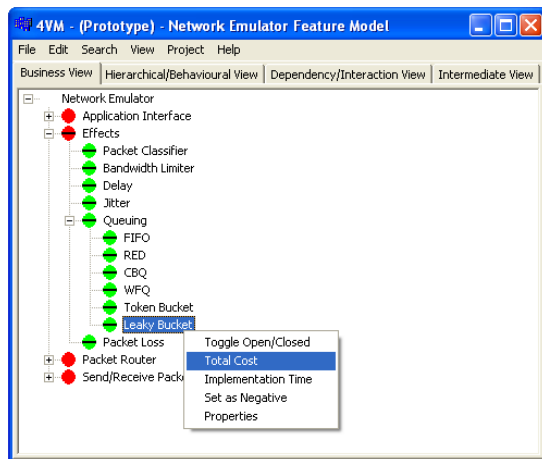 4VM - (Prototype) - Network Emulator Feature Model
File Edit Search View Project Help
Business View Hierarchical/Behavioural View Dependency/Interaction View Intermediate View
Network Emulator
Application Interface
Effects
Packet Classifier
Bandwidth Limiter
Delay
Jitter
Queuing
FIFO
RED
CBQ
WFQ
Token Bucket
Leaky Bucket
Packet Loss
Toggle Open/Closed
Packet Router
Total Cost
Send/Receive
Implementation Time
Set as Negative
Properties